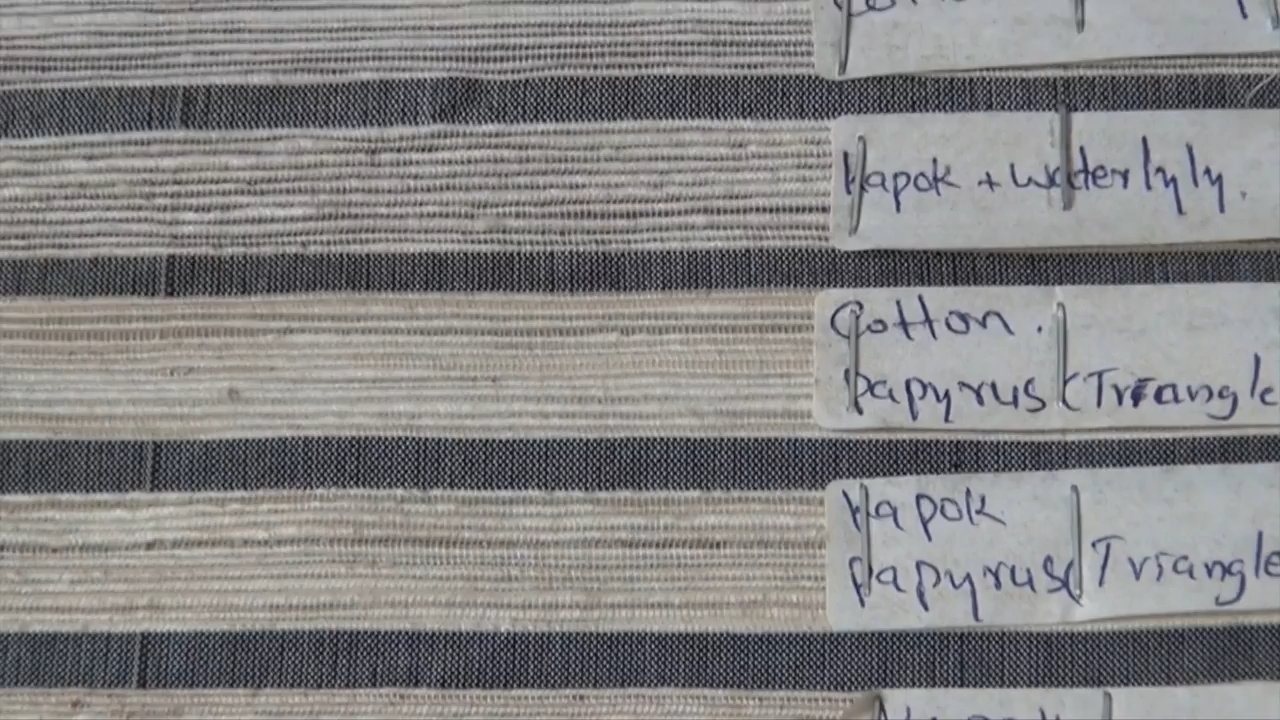 Kapok + waterlyly.
Cotton.
papyrus (Triangle
Kapok
papyrus (Triangle